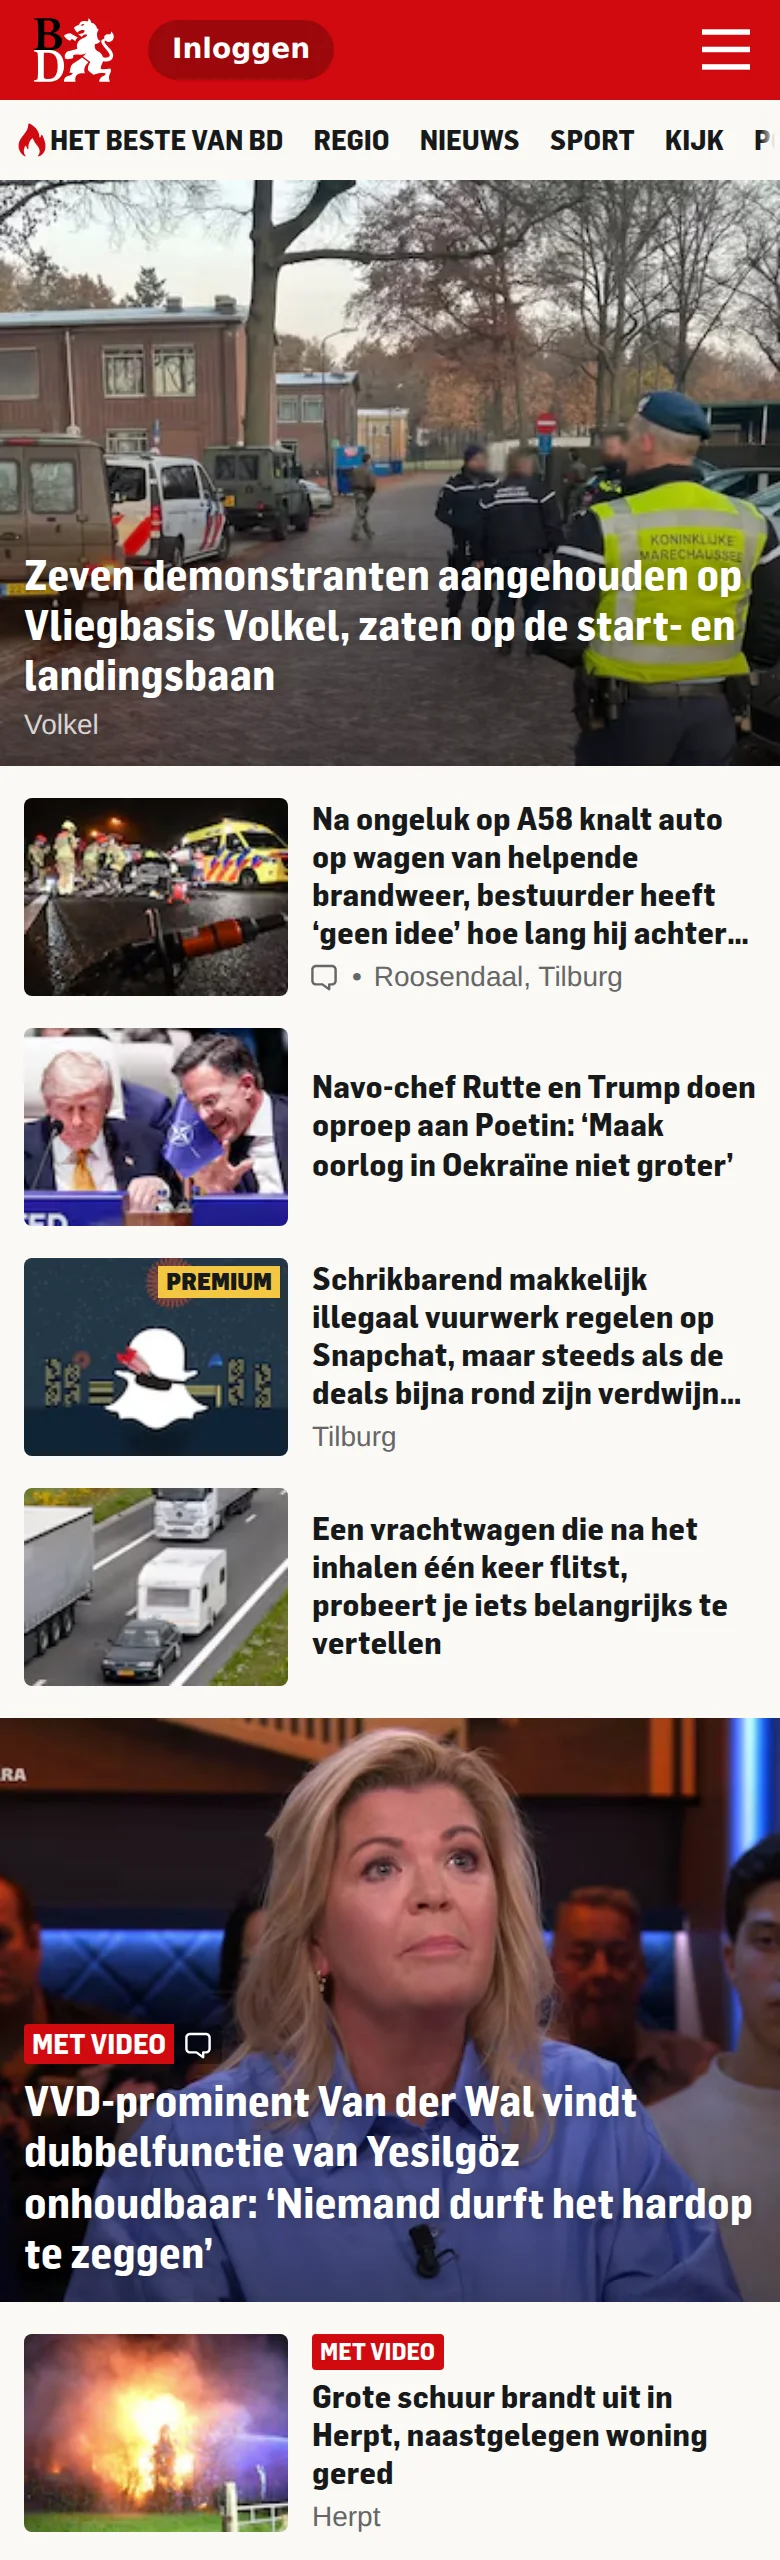 BD
Inloggen
HET BESTE VAN BD REGIO NIEUWS SPORT KIJK
KONINKLIJKE
MARECHAUSSEE
Zeven demonstranten aangehouden op
Vliegbasis Volkel, zaten op de start- en
landingsbaan
Volkel
Na ongeluk op A58 knalt auto
op wagen van helpende
brandweer, bestuurder heeft
‘geen idee’ hoe lang hij achter...
• Roosendaal, Tilburg
Navo-chef Rutte en Trump doen
oproep aan Poetin: ‘Maak
oorlog in Oekraïne niet groter’
PREMIUM
Schrikbarend makkelijk
illegaal vuurwerk regelen op
Snapchat, maar steeds als de
deals bijna rond zijn verdwijn...
Tilburg
Een vrachtwagen die na het
inhalen één keer flitst,
probeert je iets belangrijks te
vertellen
RA
MET VIDEO
VVD-prominent Van der Wal vindt
dubbelfunctie van Yesilgöz
onhoudbaar: ‘Niemand durft het hardop
te zeggen’
MET VIDEO
Grote schuur brandt uit in
Herpt, naastgelegen woning
gered
Herpt